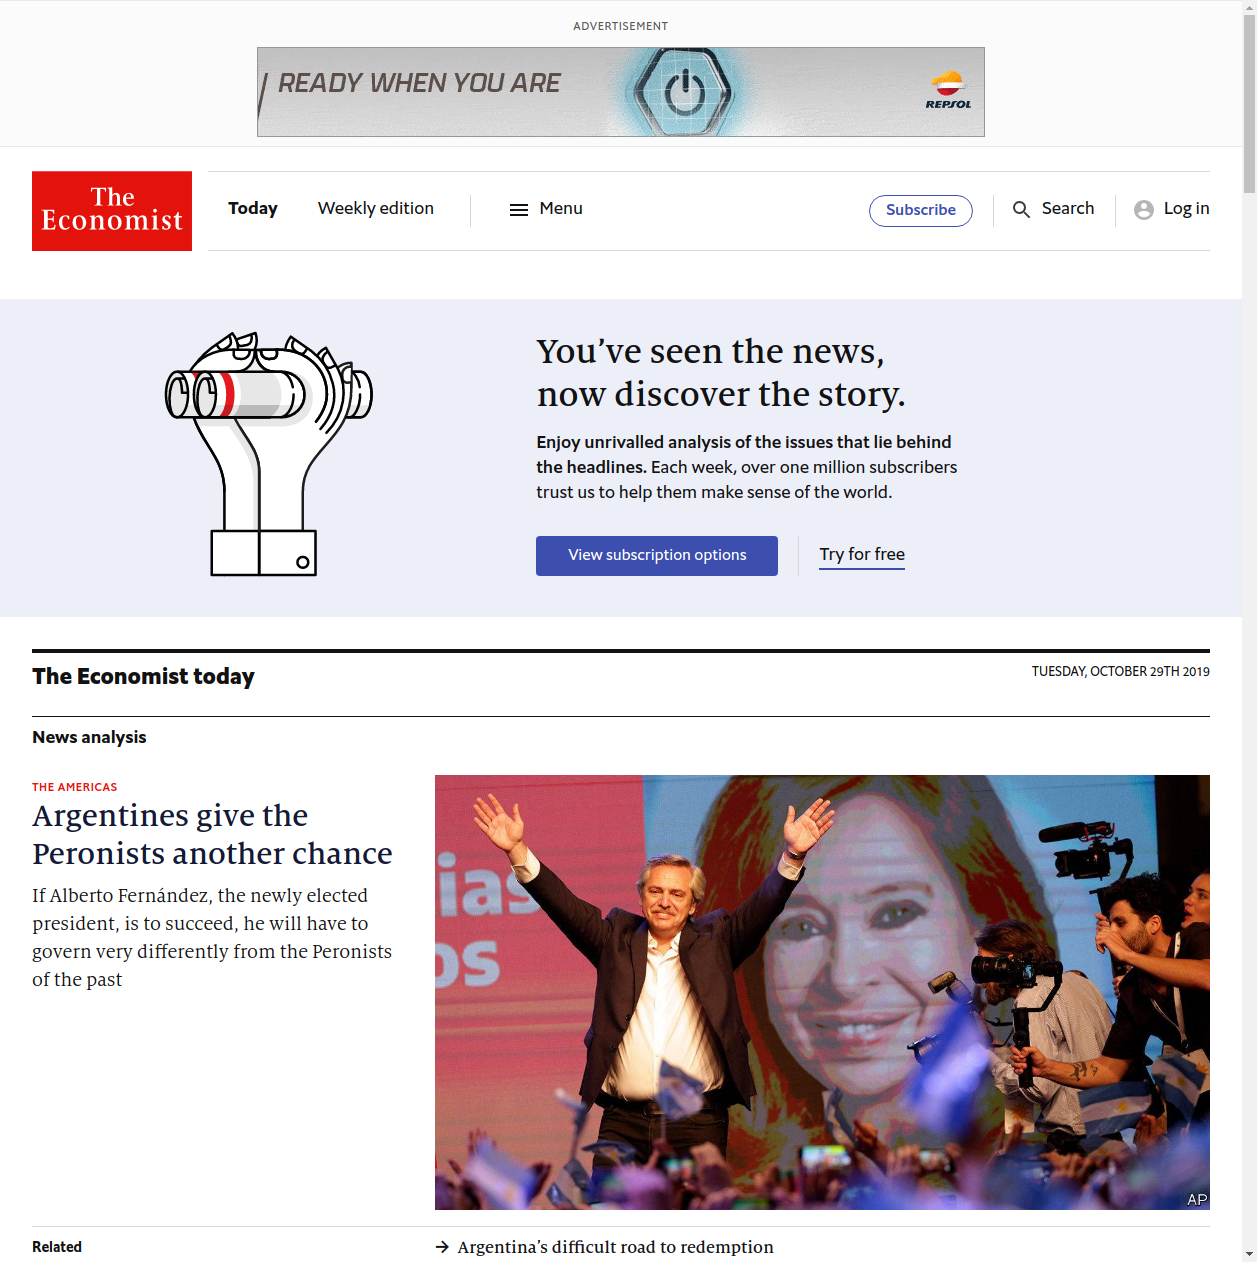 ADVERTISEMENT
READY WHEN YOU ARE
REPSOL
The
Economist
Today
Weekly edition
Menu
Subscribe
Search
Log in
You’ve seen the news,
now discover the story.
Enjoy unrivalled analysis of the issues that lie behind
the headlines. Each week, over one million subscribers
trust us to help them make sense of the world.
View subscription options
Try for free
The Economist today
TUESDAY, OCTOBER 29TH 2019
News analysis
THE AMERICAS
Argentines give the
Peronists another chance
If Alberto Fernández, the newly elected
president, is to succeed, he will have to
govern very differently from the Peronists
of the past
ias
os
AP
Related
Argentina’s difficult road to redemption